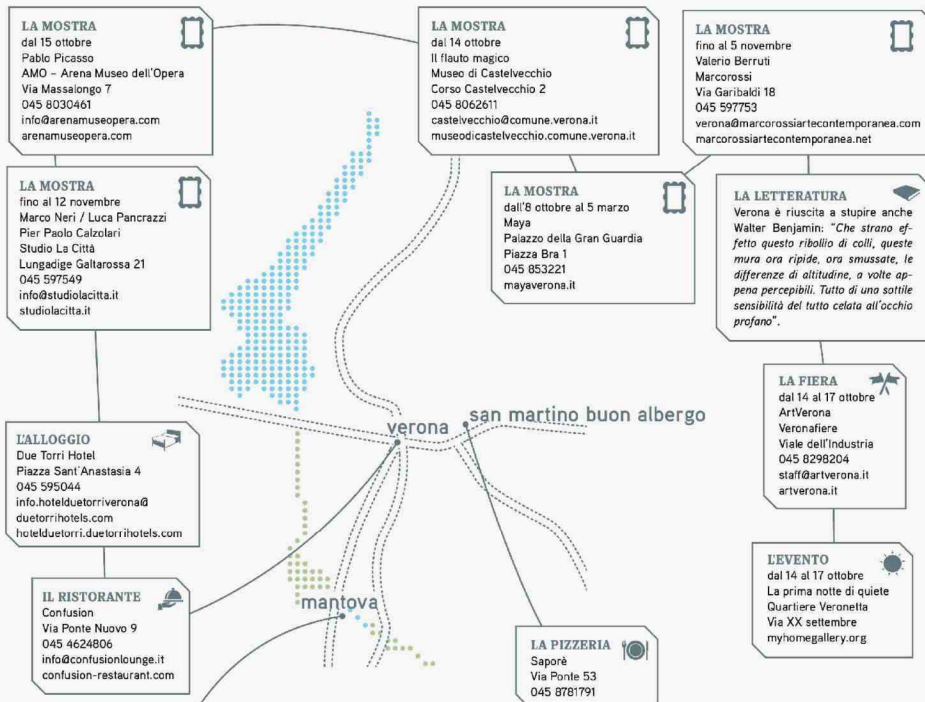 LA MOSTRA
dal 15 ottobre
Pablo Picasso
AMO – Arena Museo dell'Opera
Via Massalongo 7
045 8030461
info@arenamuseopera.com
arenamuseopera.com
LA MOSTRA
dal 14 ottobre
Il flauto magico
Museo di Castelvecchio
Corso Castelvecchio 2
045 8062611
castelvecchio@comune.verona.it
museodicastelvecchio.comune.verona.it
LA MOSTRA
fino al 5 novembre
Valerio Berruti
Marcorossi
Via Garibaldi 18
045 597753
verona@marcorossiartecontemporanea.com
marcorossiartecontemporanea.net
LA MOSTRA
fino al 12 novembre
Marco Neri / Luca Pancrazzi
Pier Paolo Calzolari
Studio La Città
Lungadige Galtarossa 21
045 597549
info@studiolacitta.it
studiolacitta.it
LA MOSTRA
dall'8 ottobre al 5 marzo
Maya
Palazzo della Gran Guardia
Piazza Bra 1
045 853221
mayaverona.it
LA LETTERATURA
Verona è riuscita a stupire anche
Walter Benjamin: "Che strano ef-
fetto questo ribollio di colli, queste
mura ora ripide, ora smussate, le
differenze di altitudine, a volte ap-
pena percepibili. Tutto di una sottile
sensibilità del tutto celata all'occhio
profano".
LA FIERA
dal 14 al 17 ottobre
ArtVerona
Veronafiere
Viale dell'Industria
045 8298204
staff@artverona.it
artverona.it
san martino buon albergo
verona
L'ALLOGGIO
Due Torri Hotel
Piazza Sant'Anastasia 4
045 595044
info.hotelduetorriverona@
duetorrihotels.com
hotelduetorri.duetorrihotels.com
L'EVENTO
dal 14 al 17 ottobre
La prima notte di quiete
Quartiere Veronetta
Via XX settembre
myhomegallery.org
IL RISTORANTE
Confusion
Via Ponte Nuovo 9
045 4624806
info@confusionlounge.it
confusion-restaurant.com
mantova
LA PIZZERIA
Saporè
Via Ponte 53
045 8781791